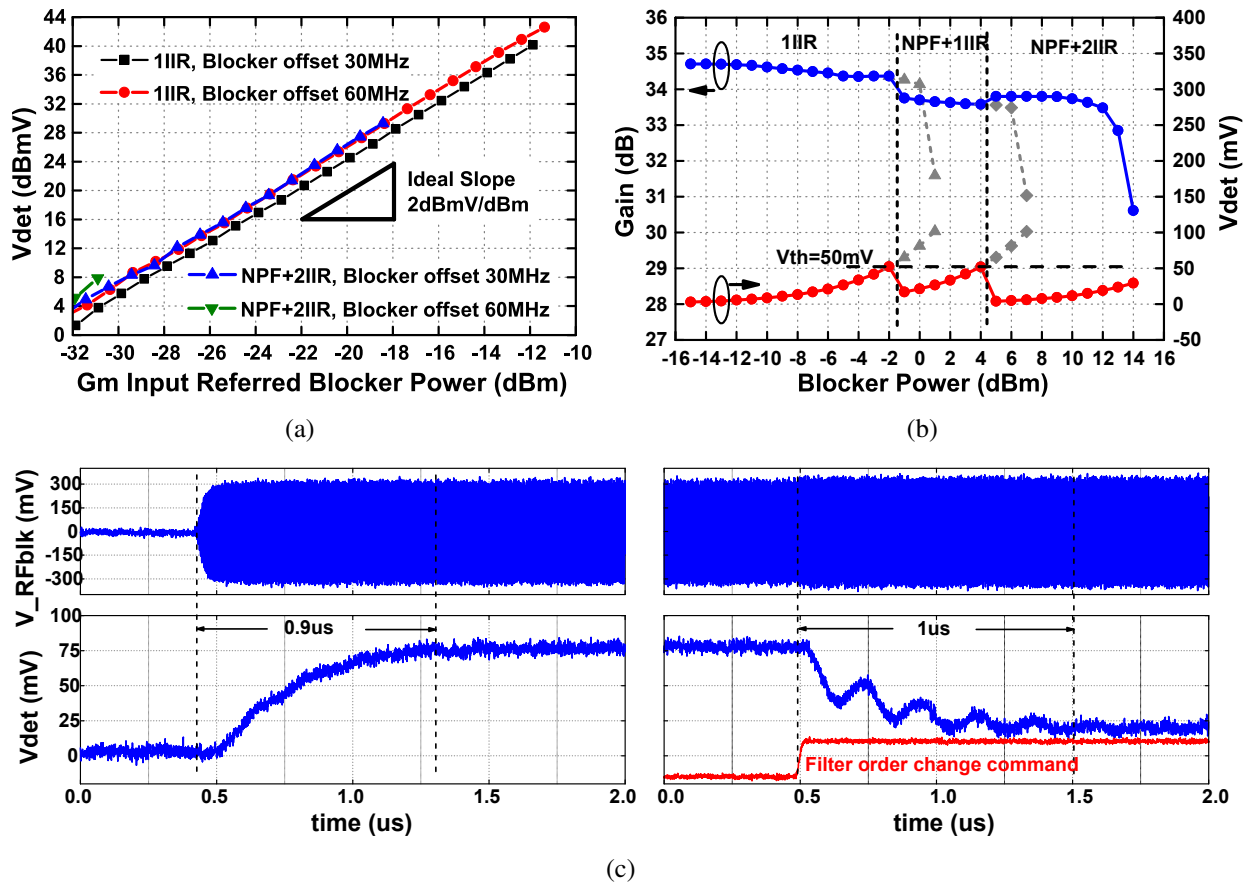 44
40
36
32
28
24
20
16
12
8
4
0
Vdet (dBmV)
1IIR, Blocker offset 30MHz
1IIR, Blocker offset 60MHz
Ideal Slope
2dBmV/dBm
NPF+2IIR, Blocker offset 30MHz
NPF+2IIR, Blocker offset 60MHz
-32 -30 -28 -26 -24 -22 -20 -18 -16 -14 -12 -10
Gm Input Referred Blocker Power (dBm)
(a)
36
35
34
33
32
31
30
29
28
27
Gain (dB)
1IIR
NPF+1IIR
NPF+2IIR
Vth=50mV
400
350
300
250
200
150
100
50
0
-50
Vdet (mV)
-16 -14 -12 -10 -8 -6 -4 -2 0 2 4 6 8 10 12 14 16
Blocker Power (dBm)
(b)
V_RFblk (mV)
300
150
0
-150
-300
Vdet (mV)
100
75
50
25
0
0.9us
0.0 0.5 1.0 1.5 2.0
time (us)
1us
Filter order change command
0.0 0.5 1.0 1.5 2.0
time (us)
(c)